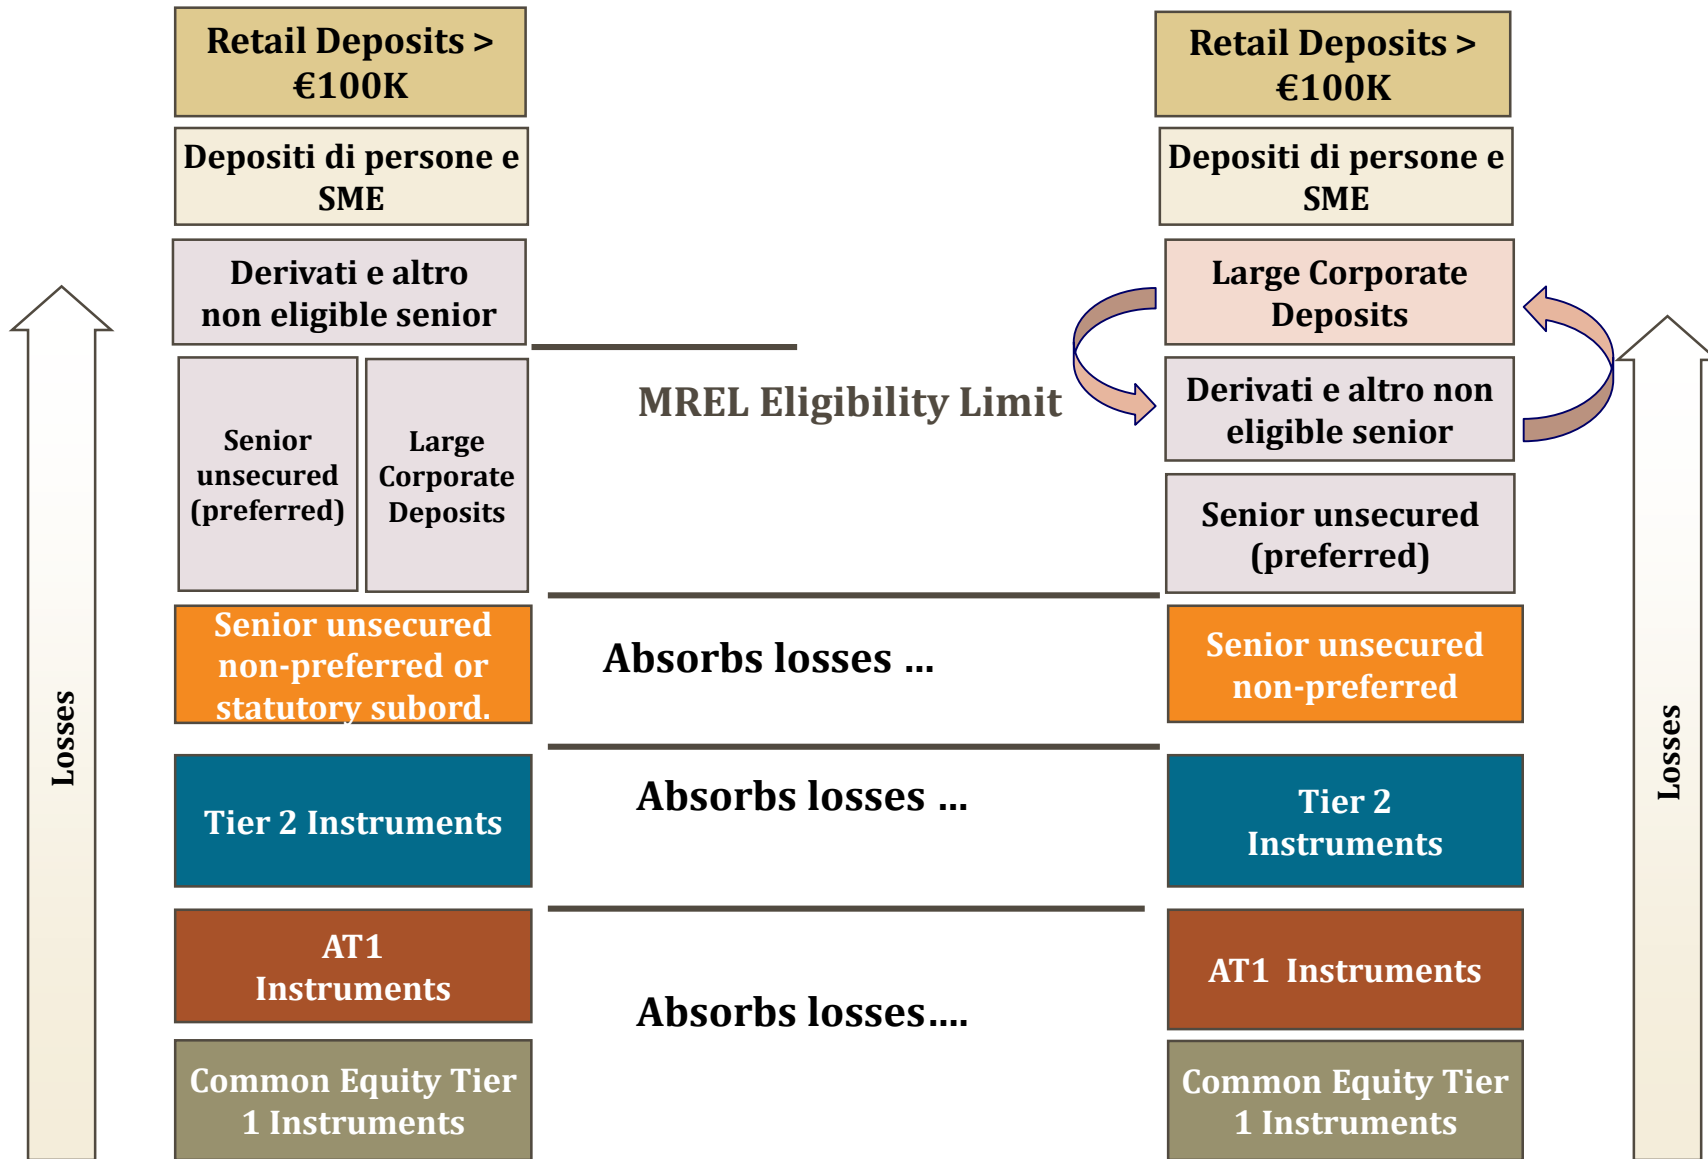 Retail Deposits >
€100K
Depositi di persone e
SME
Derivati e altro
non eligible senior
Senior
unsecured
(preferred)
Large
Corporate
Deposits
Senior unsecured
non-preferred or
statutory subord.
Tier 2 Instruments
AT1
Instruments
Common Equity Tier
1 Instruments
Losses
MREL Eligibility Limit
Absorbs losses ...
Absorbs losses ...
Absorbs losses....
Retail Deposits >
€100K
Depositi di persone e
SME
Large Corporate
Deposits
Derivati e altro non
eligible senior
Senior unsecured
(preferred)
Senior unsecured
non-preferred
Tier 2
Instruments
AT1 Instruments
Common Equity Tier
1 Instruments
Losses